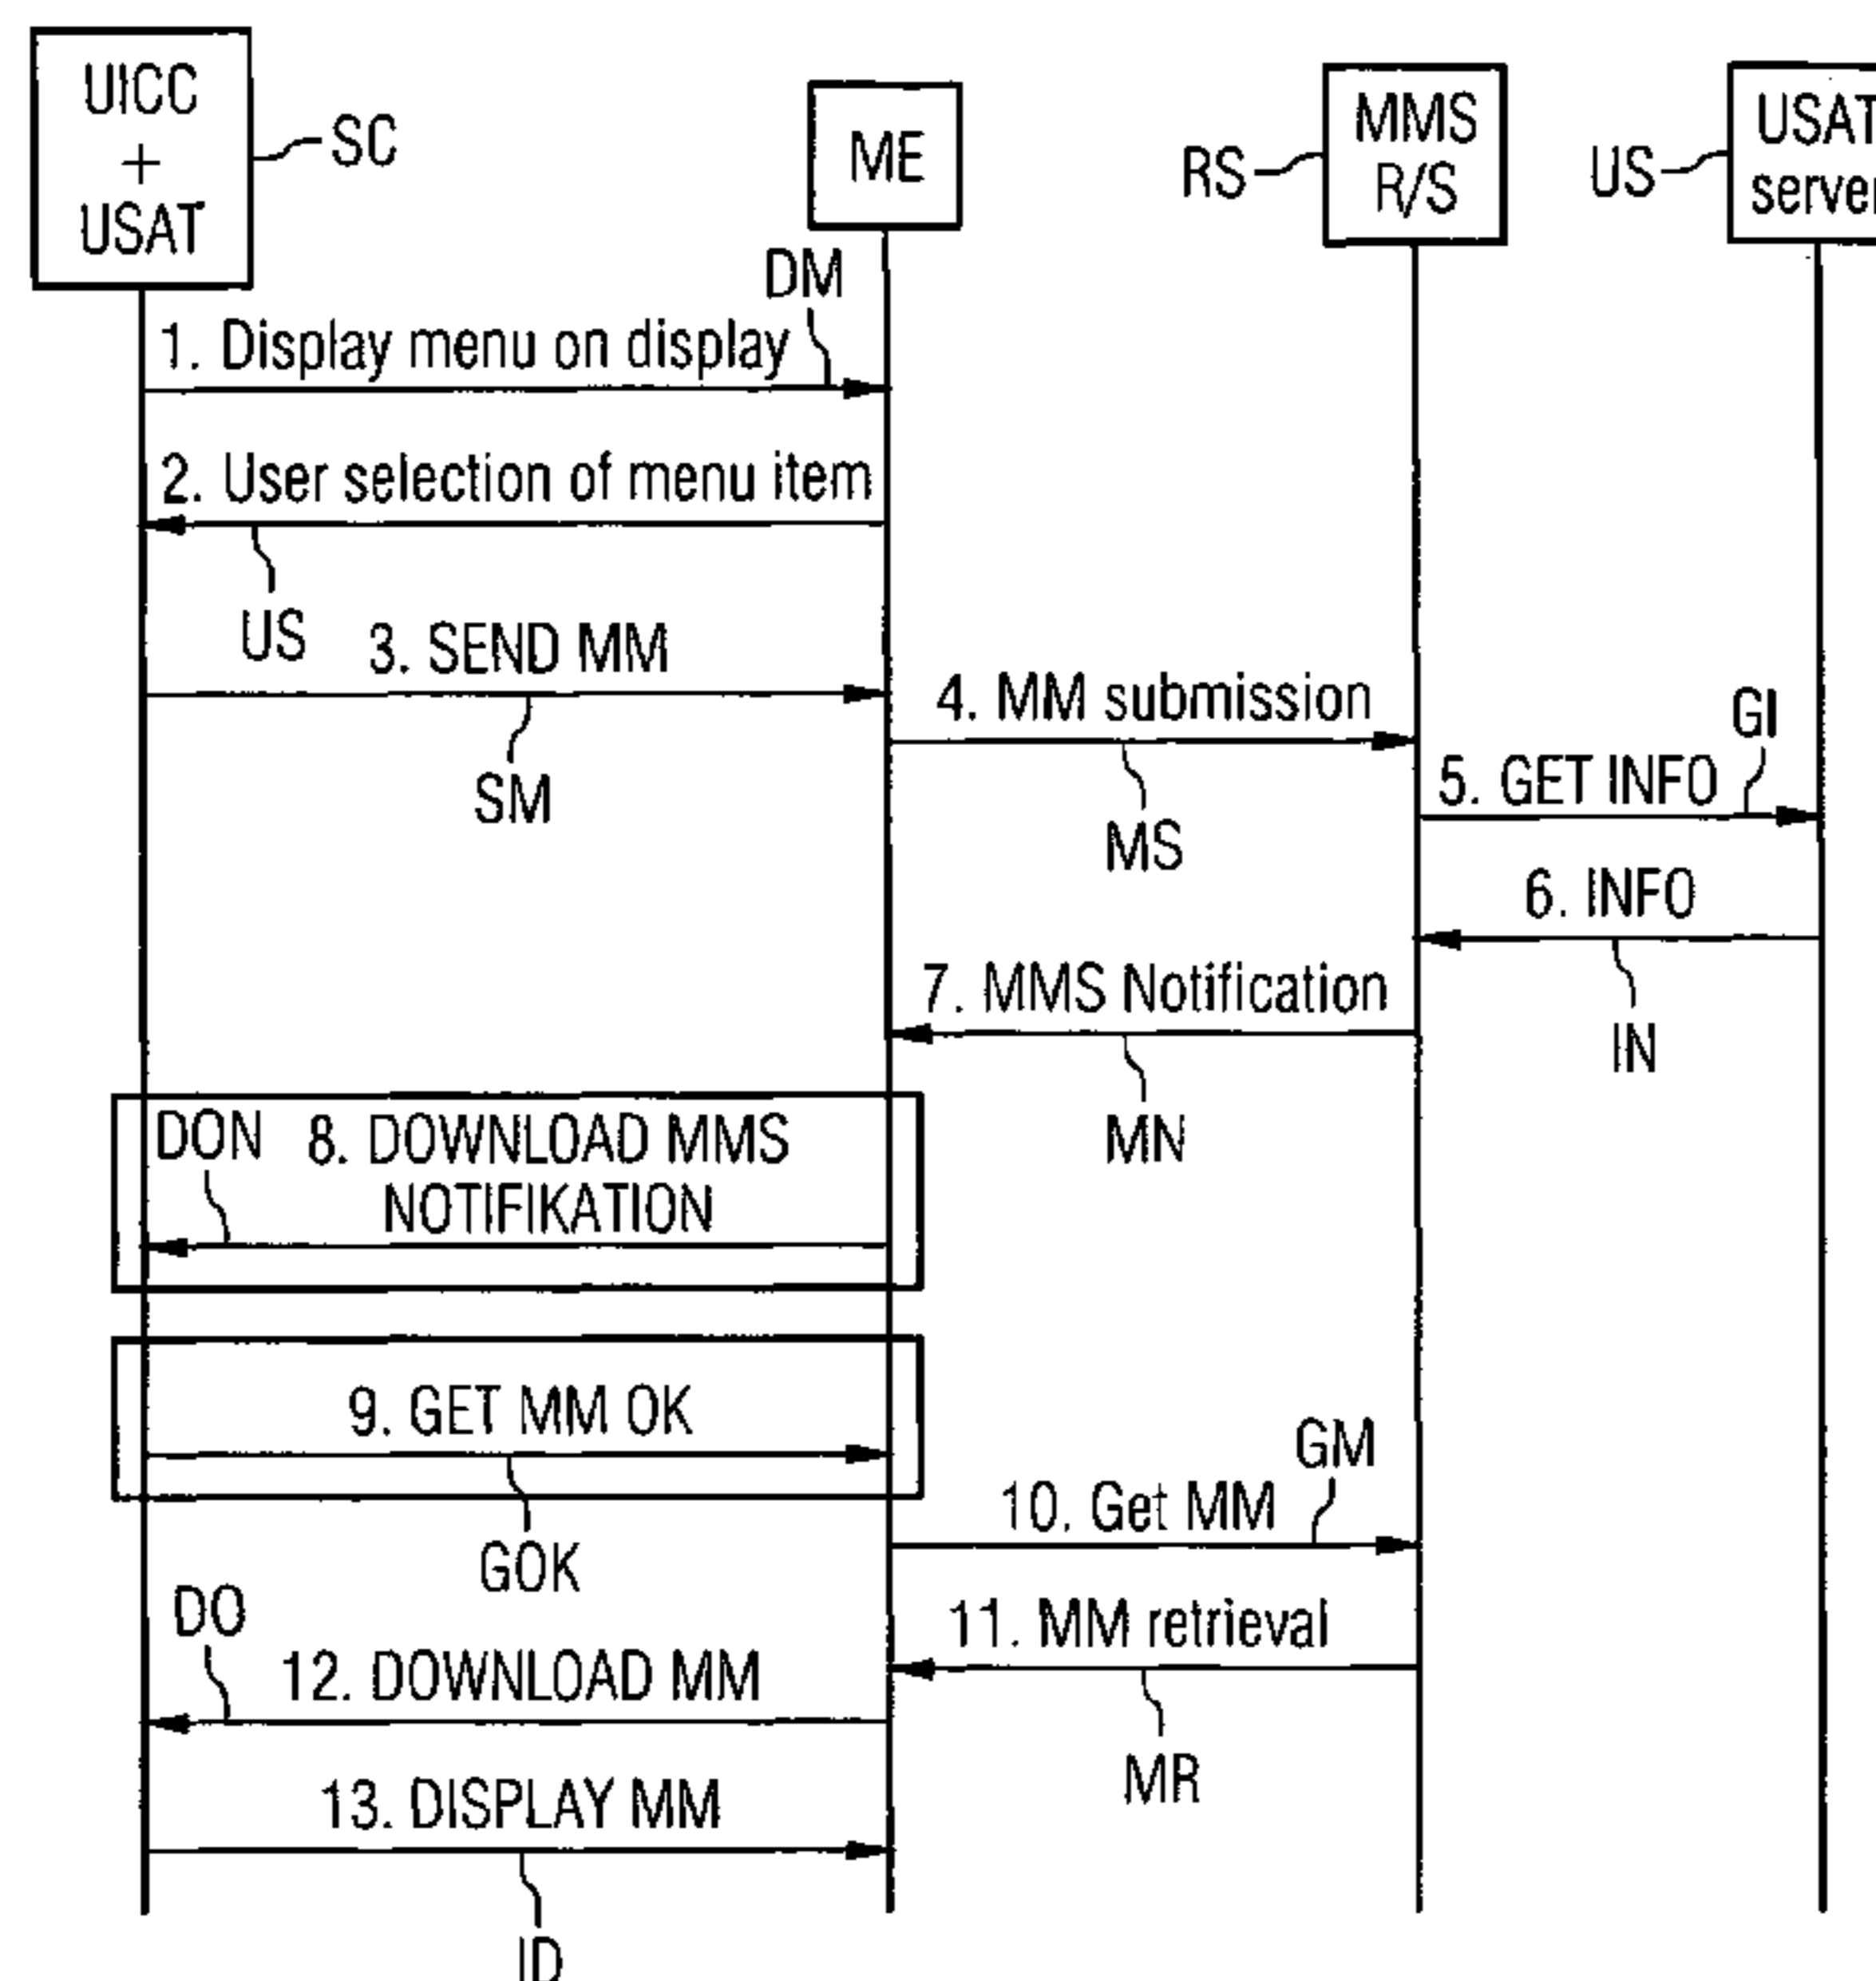 UICC
+
USAT
SC
ME
RS
MMS
R/S
US
USAT
server
DM
1. Display menu on display
2. User selection of menu item
US
3. SEND MM
SM
4. MM submission
MS
GI
5. GET INFO
6. INFO
IN
7. MMS Notification
MN
DON
8. DOWNLOAD MMS
NOTIFIKATION
9. GET MM OK
GOK
GM
10. Get MM
DO
11. MM retrieval
MR
12. DOWNLOAD MM
13. DISPLAY MM
ID